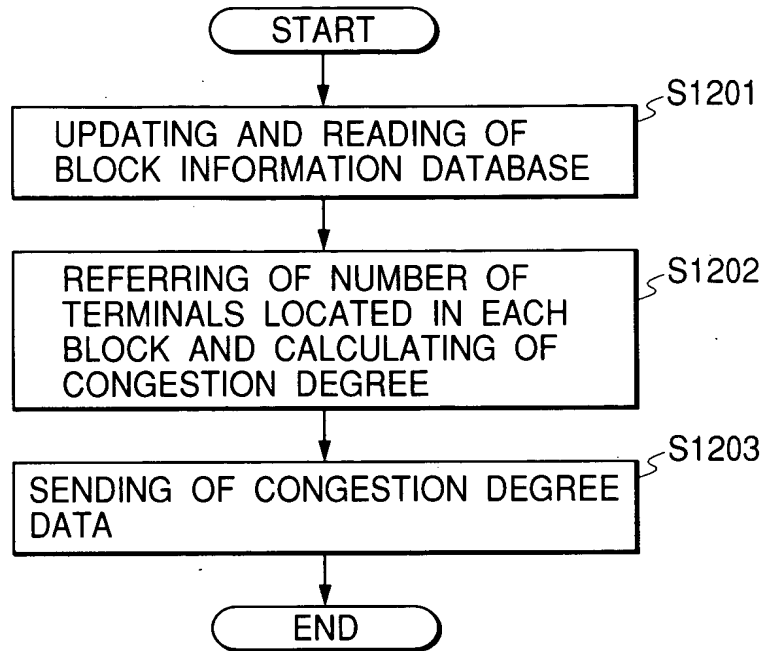 START
S1201
UPDATING AND READING OF
BLOCK INFORMATION DATABASE
S1202
REFERRING OF NUMBER OF
TERMINALS LOCATED IN EACH
BLOCK AND CALCULATING OF
CONGESTION DEGREE
S1203
SENDING OF CONGESTION DEGREE
DATA
END